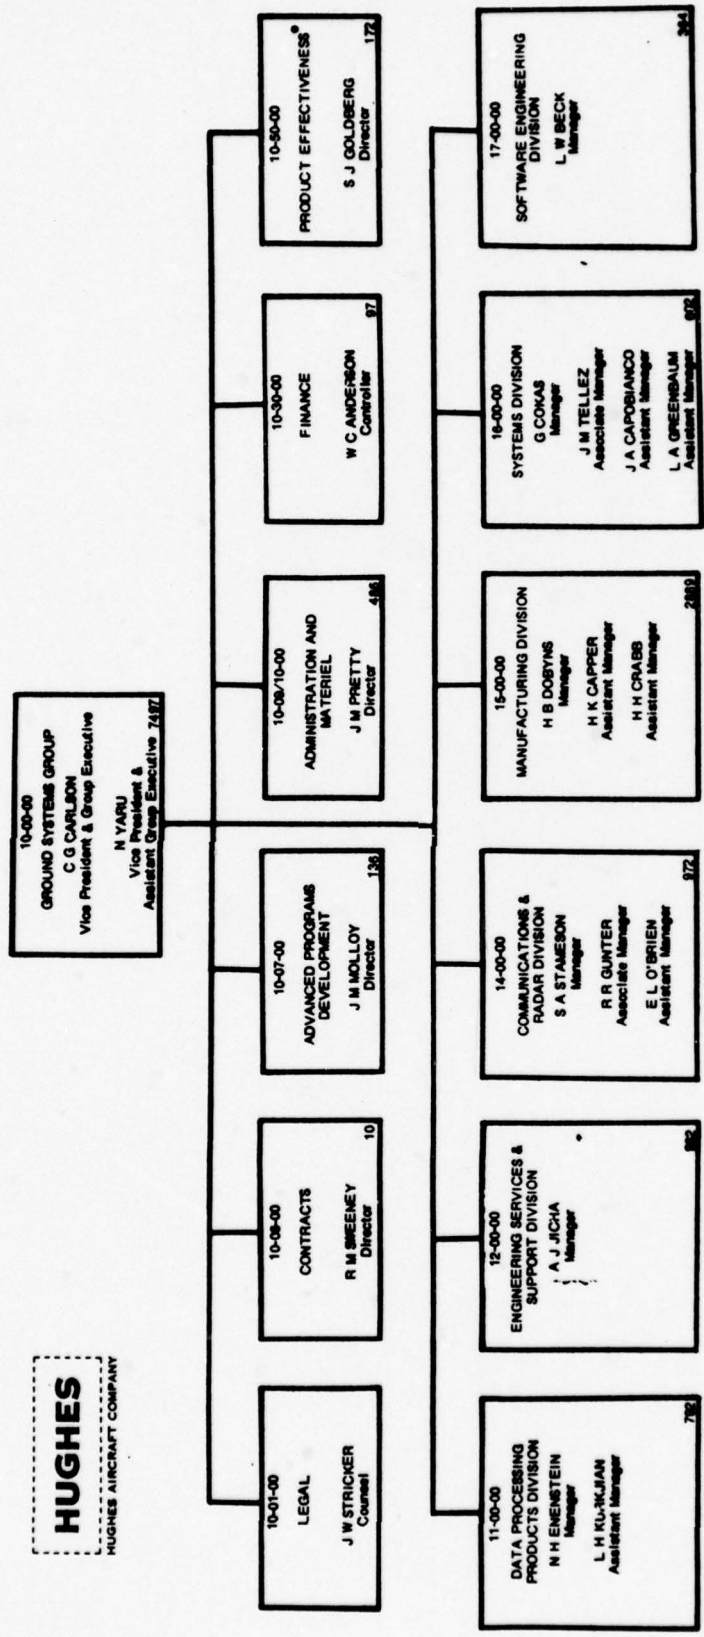 HUGHES
HUGHES AIRCRAFT COMPANY
10-00-00
GROUND SYSTEMS GROUP
C G CARLSON
Vice President & Group Executive
N YARU
Vice President &
Assistant Group Executive 7497
10-01-00
LEGAL
J W STRICKER
Counsel
10-08-00
CONTRACTS
R M SWEENEY
Director
10
10-07-00
ADVANCED PROGRAMS
DEVELOPMENT
J M MOLLOY
Director
136
10-09/10-00
ADMINISTRATION AND
MATERIEL
J M PRETTY
Director
486
10-30-00
FINANCE
W C ANDERSON
Controller
97
10-50-00
PRODUCT EFFECTIVENESS*
S J GOLDBERG
Director
172
11-00-00
DATA PROCESSING
PRODUCTS DIVISION
N H ENENSTEIN
Manager
L H KURKJIAN
Assistant Manager
792
12-00-00
ENGINEERING SERVICES &
SUPPORT DIVISION
A J JICHA
Manager
14-00-00
COMMUNICATIONS &
RADAR DIVISION
S A STAMESON
Manager
R R GUNTER
Associate Manager
E L O'BRIEN
Assistant Manager
972
15-00-00
MANUFACTURING DIVISION
H B DOBYNS
Manager
H K CAPPER
Assistant Manager
H H CRABB
Assistant Manager
2889
16-00-00
SYSTEMS DIVISION
G COKAS
Manager
J M TELLEZ
Associate Manager
J A CAPOBIANCO
Assistant Manager
L A GREENBAUM
Assistant Manager
17-00-00
SOFTWARE ENGINEERING
DIVISION
L W BECK
Manager